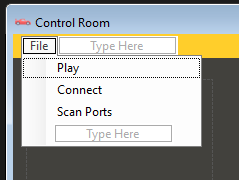 Control Room
File Type Here
Play
Connect
Scan Ports
Type Here